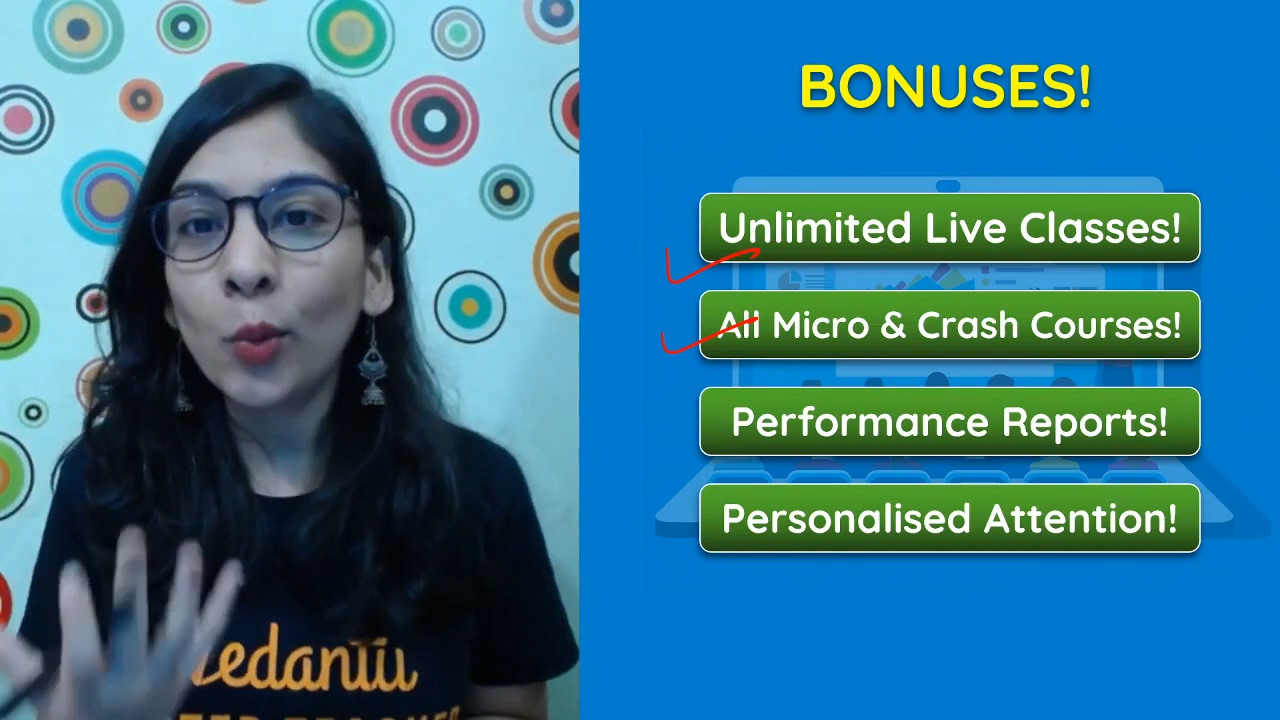 BONUSES!
Unlimited Live Classes!
All Micro & Crash Courses!
Performance Reports!
Personalised Attention!
vedantu